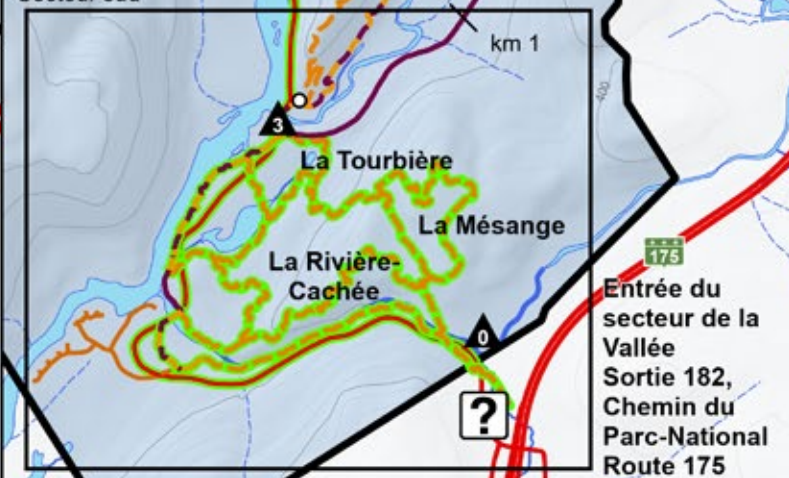 km 1
400
3
La Tourbière
La Mésange
175
La Rivière-
Cachée
0
Entrée du
secteur de la
Vallée
Sortie 182,
Chemin du
Parc-National
Route 175
?